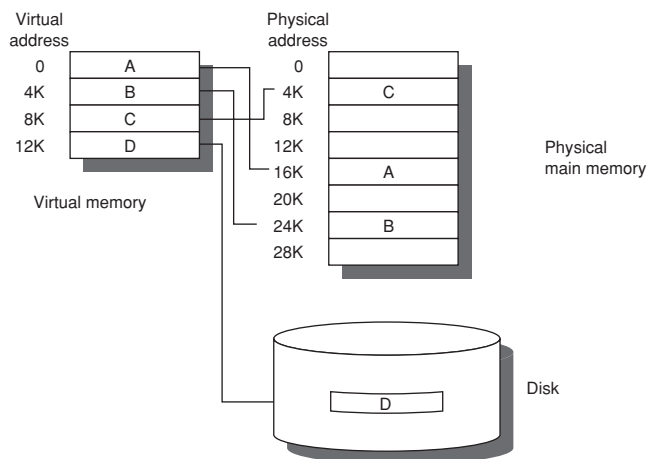 Virtual address
0 A
4K B
8K C
12K D
Virtual memory
Physical address
0
4K C
8K
12K
16K A
20K
24K B
28K
Physical main memory
D
Disk